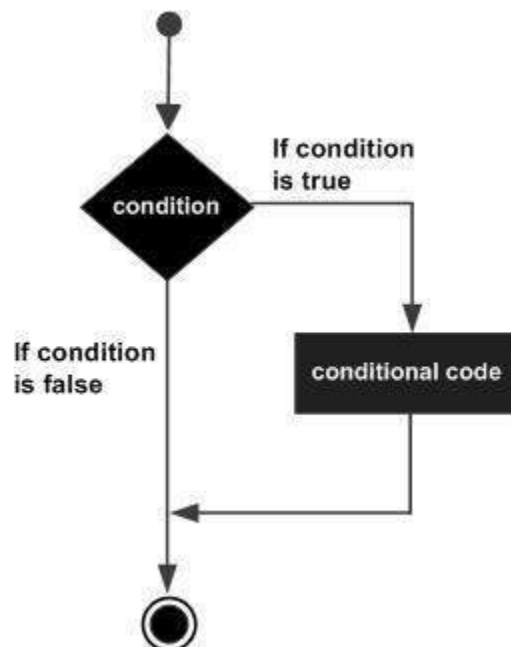 If condition
is true
condition
If condition
is false
conditional code